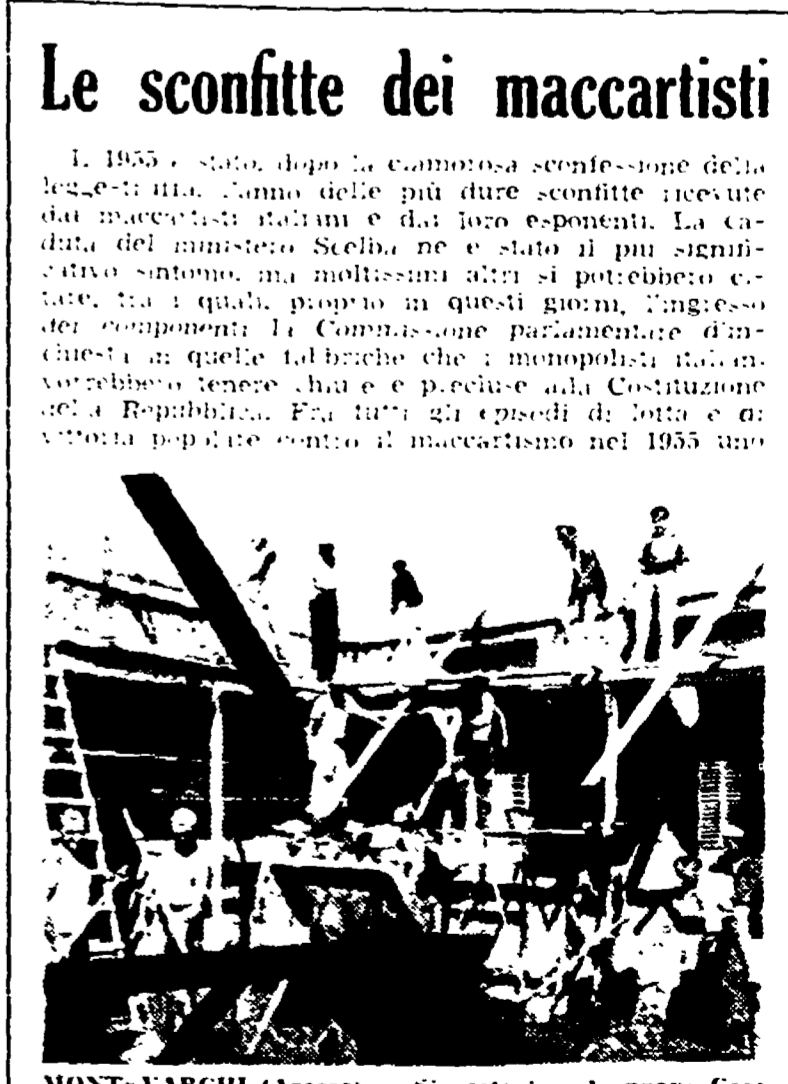 Le sconfitte dei maccartisti
Il 1955 è stato, dopo la clamorosa sconfessione della
legge-truffa, l'anno delle più dure sconfitte ricevute
dai maccartisti italiani e dai loro esponenti. La ca-
duta del ministero Scelba ne è stato il più signifi-
cativo sintomo, ma moltissimi altri si potrebbero ci-
tare, tra i quali, proprio in questi giorni, l'ingresso
dei componenti la Commissione parlamentare d'in-
chiesta in quelle fabbriche che i monopolisti italiani
vorrebbero tenere chiuse e precluse alla Costituzione
della Repubblica. Fra tutti gli episodi di lotta e di
vittoria popolare contro il maccartismo nel 1955 uno
MONTEVARCHI (Arezzo)